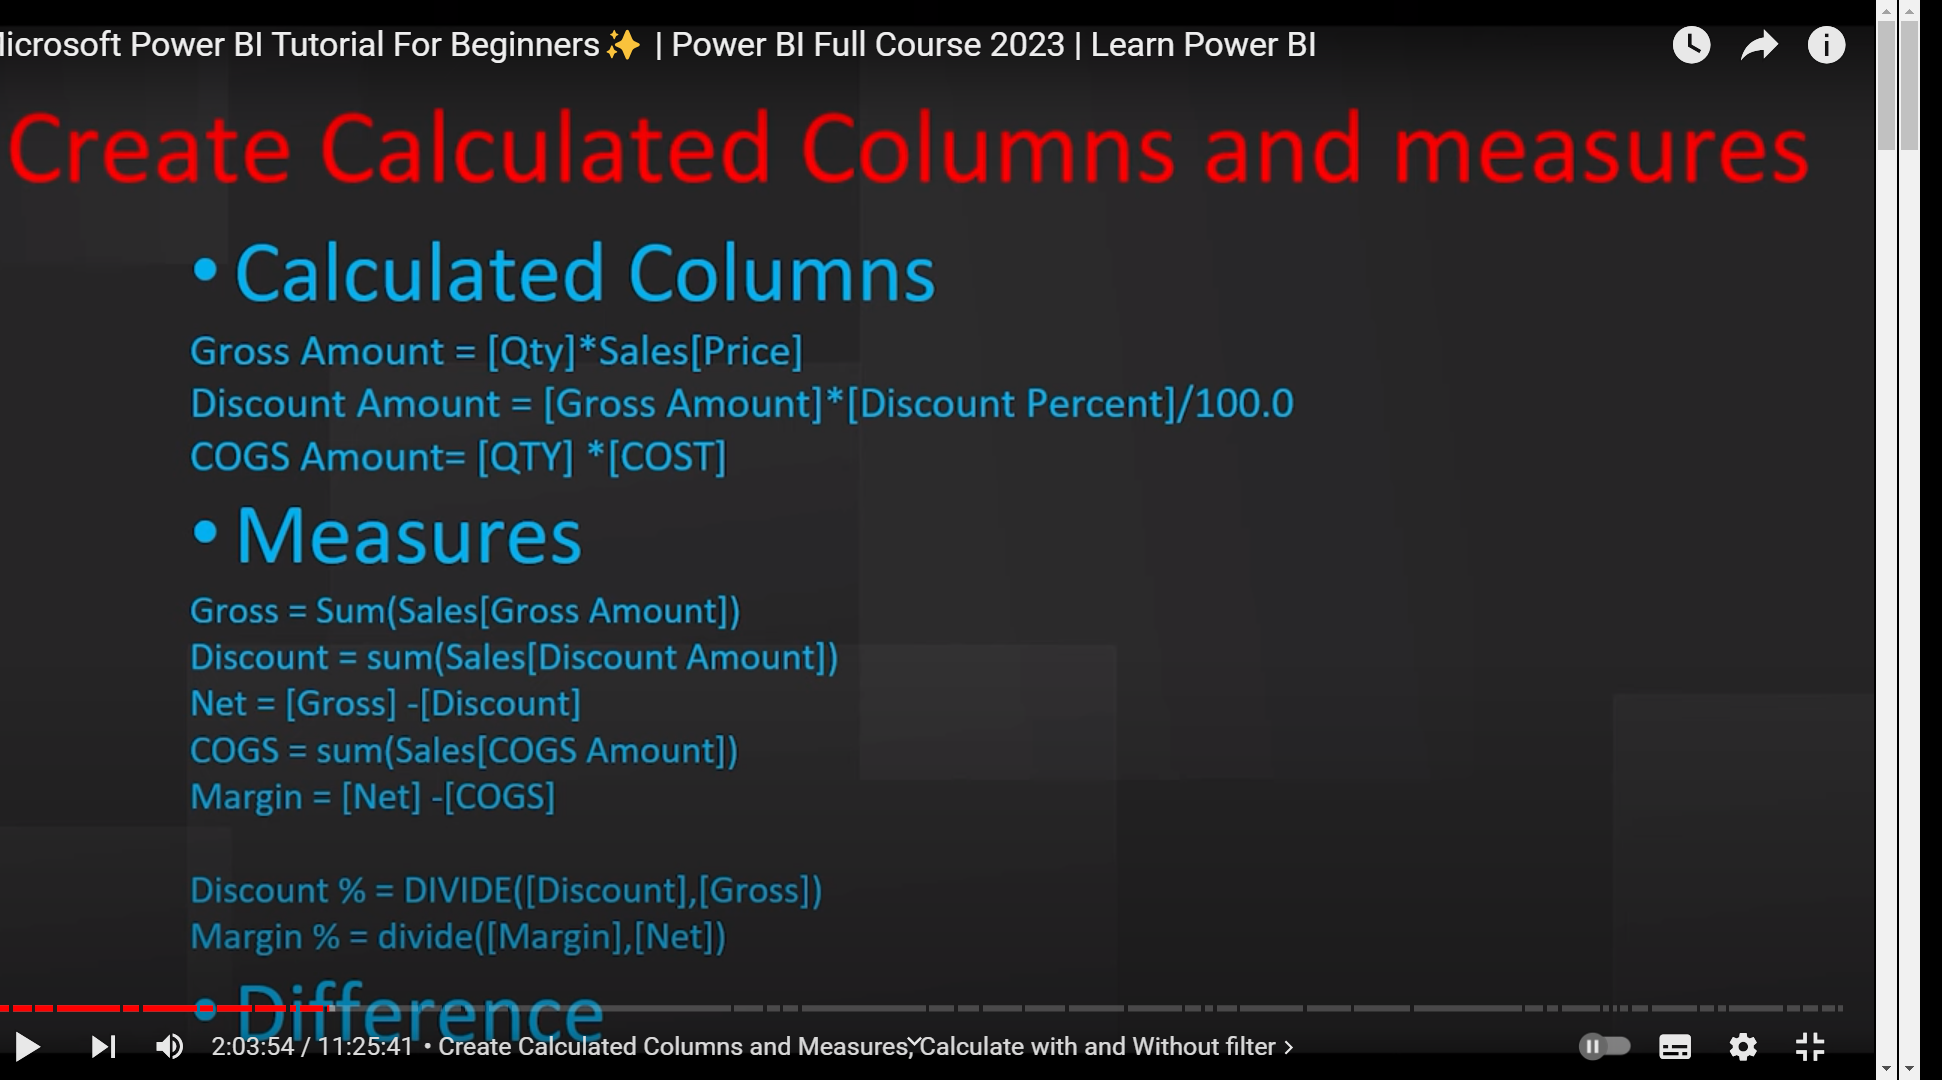 Microsoft Power BI Tutorial For Beginners✨ | Power BI Full Course 2023 | Learn Power BI
Create Calculated Columns and measures
• Calculated Columns
Gross Amount = [Qty]*Sales[Price]
Discount Amount = [Gross Amount]*[Discount Percent]/100.0
COGS Amount= [QTY] *[COST]
• Measures
Gross = Sum(Sales[Gross Amount])
Discount = sum(Sales[Discount Amount])
Net = [Gross] -[Discount]
COGS = sum(Sales[COGS Amount])
Margin = [Net] -[COGS]
Discount % = DIVIDE([Discount],[Gross])
Margin % = divide([Margin],[Net])
• Difference
2:03:54 / 11:25:41 • Create Calculated Columns and Measures, Calculate with and Without filter >